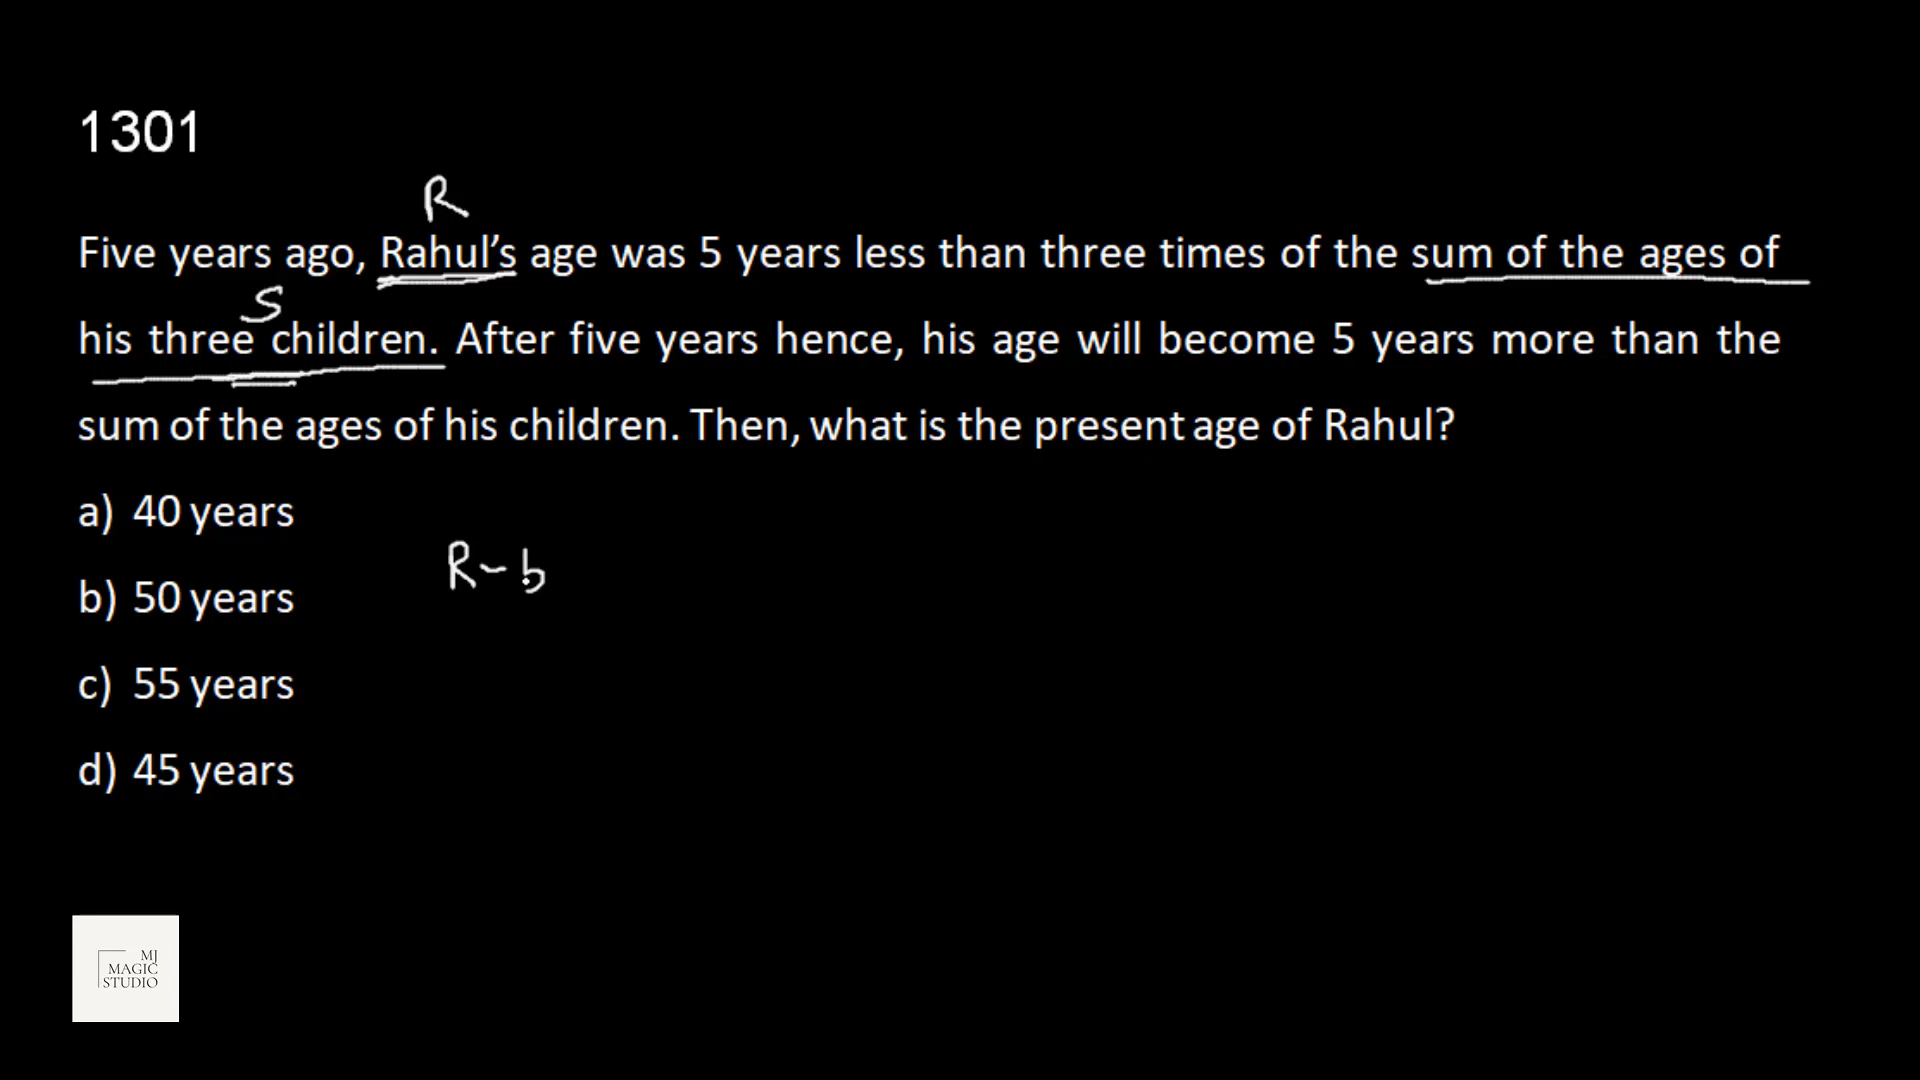 1301
R
Five years ago, Rahul’s age was 5 years less than three times of the sum of the ages of
S
his three children. After five years hence, his age will become 5 years more than the
sum of the ages of his children. Then, what is the present age of Rahul?
a) 40 years
R-5
b) 50 years
c) 55 years
d) 45 years
MJ
MAGIC
STUDIO